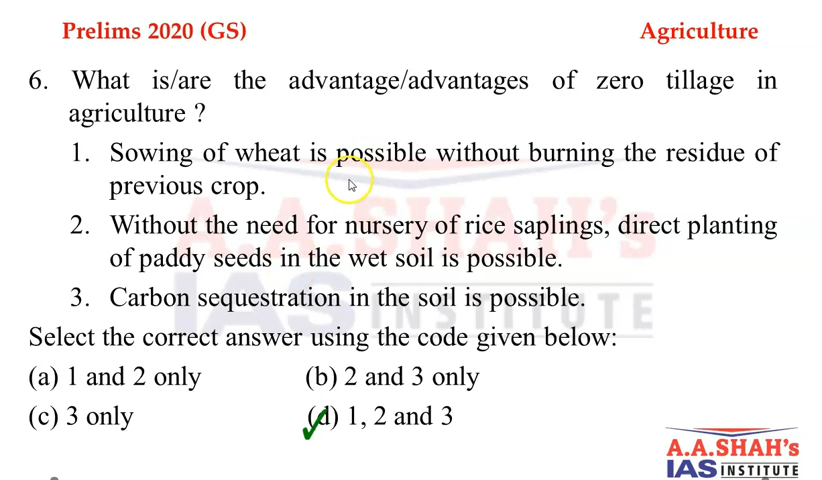 Prelims 2020 (GS) Agriculture
6. What is/are the advantage/advantages of zero tillage in
agriculture ?
1. Sowing of wheat is possible without burning the residue of
previous crop.
2. Without the need for nursery of rice saplings, direct planting
of paddy seeds in the wet soil is possible.
3. Carbon sequestration in the soil is possible.
Select the correct answer using the code given below:
(a) 1 and 2 only (b) 2 and 3 only
(c) 3 only (d) 1, 2 and 3
A.A.SHAH's
IAS INSTITUTE
A.A.SHAH's
IAS INSTITUTE